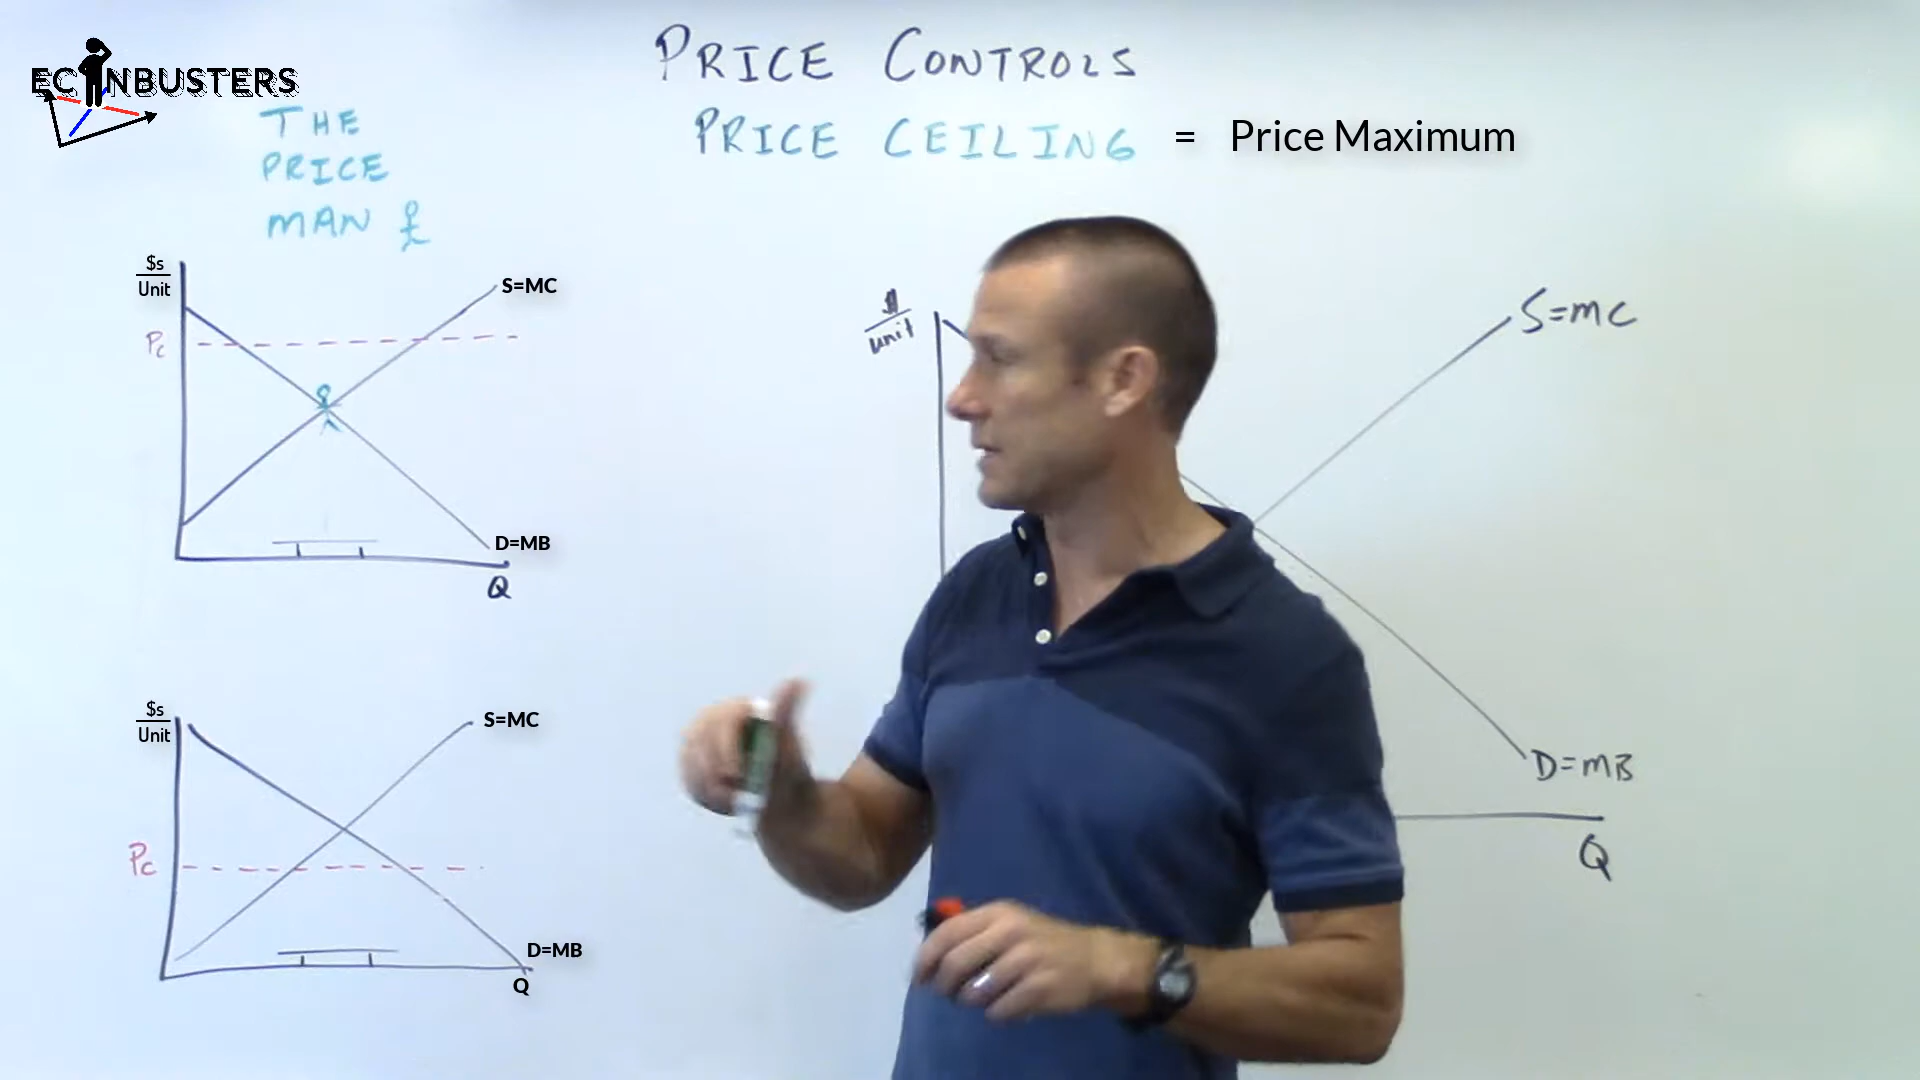 ECONBUSTERS
PRICE CONTROLS
PRICE CEILING = Price Maximum
THE
PRICE
MAN
$s
Unit
S=MC
Pc
D=MB
Q
$
unit
S=MC
D=MB
Q
$s
Unit
S=MC
Pc
D=MB
Q